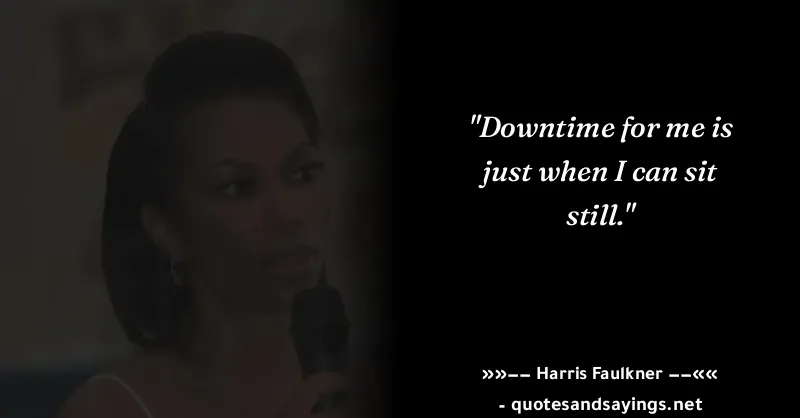 "Downtime for me is
just when I can sit
still."
»»−− Harris Faulkner −−««
- quotesandsayings.net